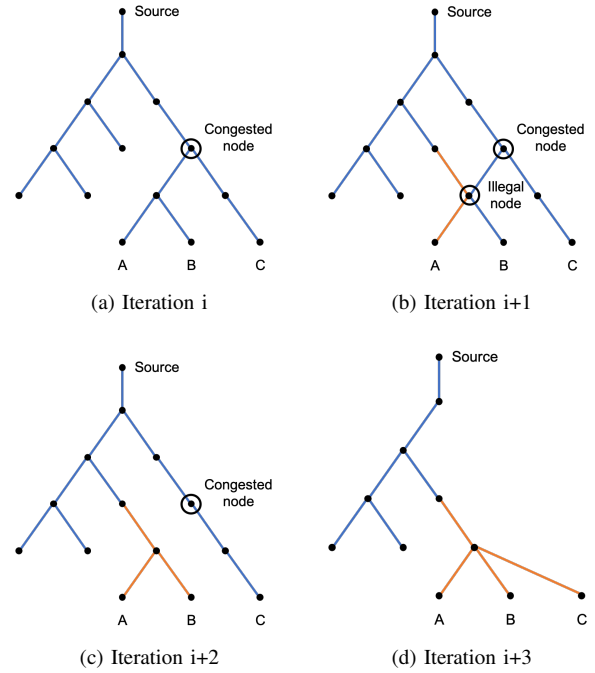 Source
Congested
node
A
B
C
(a) Iteration i
Source
Congested
node
Illegal
node
A
B
C
(b) Iteration i+1
Source
Congested
node
A
B
C
(c) Iteration i+2
Source
A
B
C
(d) Iteration i+3